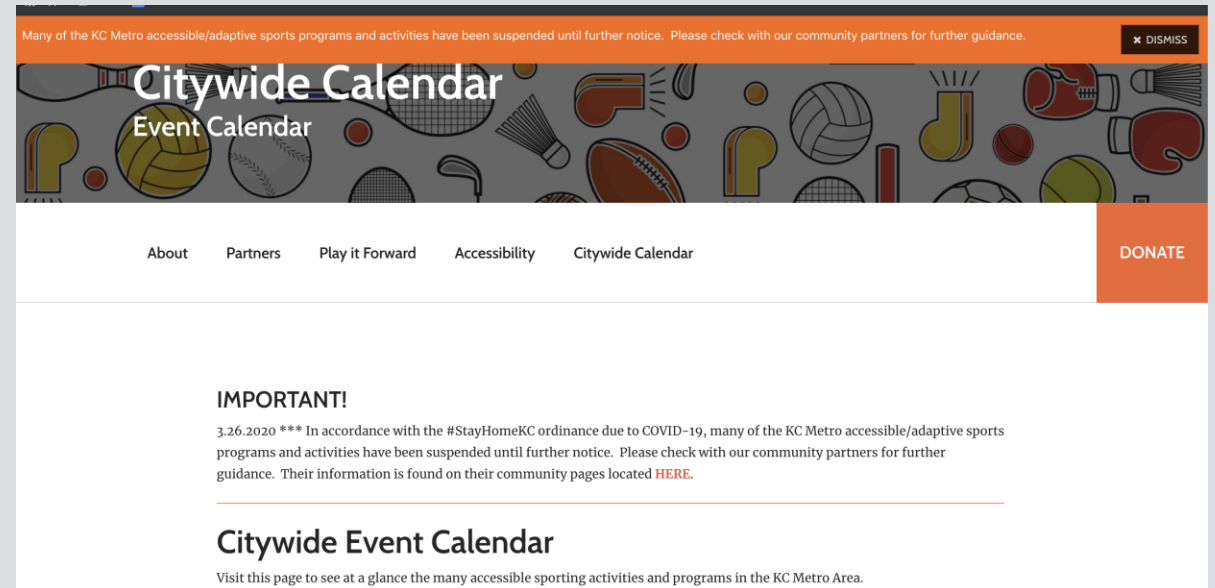 Many of the KC Metro accessible/adaptive sports programs and activities have been suspended until further notice.  Please check with our community partners for further guidance.
✖ DISMISS
Citywide Calendar
Event Calendar
About Partners Play it Forward Accessibility Citywide Calendar
DONATE
IMPORTANT!
3.26.2020 *** In accordance with the #StayHomeKC ordinance due to COVID-19, many of the KC Metro accessible/adaptive sports
programs and activities have been suspended until further notice.  Please check with our community partners for further
guidance.  Their information is found on their community pages located HERE.
Citywide Event Calendar
Visit this page to see at a glance the many accessible sporting activities and programs in the KC Metro Area.